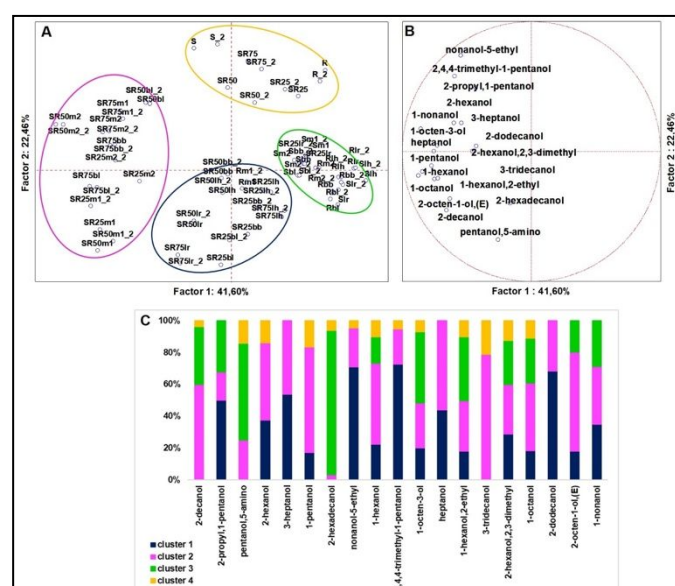 A
S
S_2
SR75
SR75_2
R
R_2
SR50
SR25_2
SR50_2
SR25
SR50bl_2
SR50bl
SR75m1
SR50m2
SR75m1_2
SR75m2
SR50m2_2
SR75m2_2
SR75bb
SR75bb_2
SR25m2_2
SR75bl
SR25m2
SR75bl_2
SR25m1_2
SR25m1
SR50m1_2
SR50m1
Sm1_2
Sm1
Rlr_2
SR25lr_2
SR50bb_2
SR50bb
Rm1_2
SR50lh_2
SR50lh
SR25lh
SR25lh_2
SR25bb_2
SR75lh_2
SR75lh
SR50lr_2
SR50lr
SR25bb
SR25bl_2
SR75lr
SR75lr_2
SR25bl
Rbb
Rbb_2
Rm2_2
Slr_2
Rbl_2
Slr
Rbl
Factor 2: 22,46%
Factor 1: 41,60%
B
nonanol-5-ethyl
2,4,4-trimethyl-1-pentanol
2-propyl,1-pentanol
2-hexanol
1-nonanol
3-heptanol
1-octen-3-ol
2-dodecanol
heptanol
2-hexanol,2,3-dimethyl
1-pentanol
3-tridecanol
1-hexanol
1-hexanol,2-ethyl
1-octanol
2-hexadecanol
2-octen-1-ol,(E)
2-decanol
pentanol,5-amino
Factor 1 : 41,60%
Factor 2 : 22,46%
C
100%
80%
60%
40%
20%
0%
2-decanol
2-propyl,1-pentanol
pentanol,5-amino
2-hexanol
3-heptanol
1-pentanol
2-hexadecanol
nonanol-5-ethyl
1-hexanol
,4,4-trimethyl-1-pentanol
1-octen-3-ol
heptanol
1-hexanol,2-ethyl
3-tridecanol
2-hexanol,2,3-dimethyl
1-octanol
2-dodecanol
2-octen-1-ol,(E)
1-nonanol
cluster 1
cluster 2
cluster 3
cluster 4